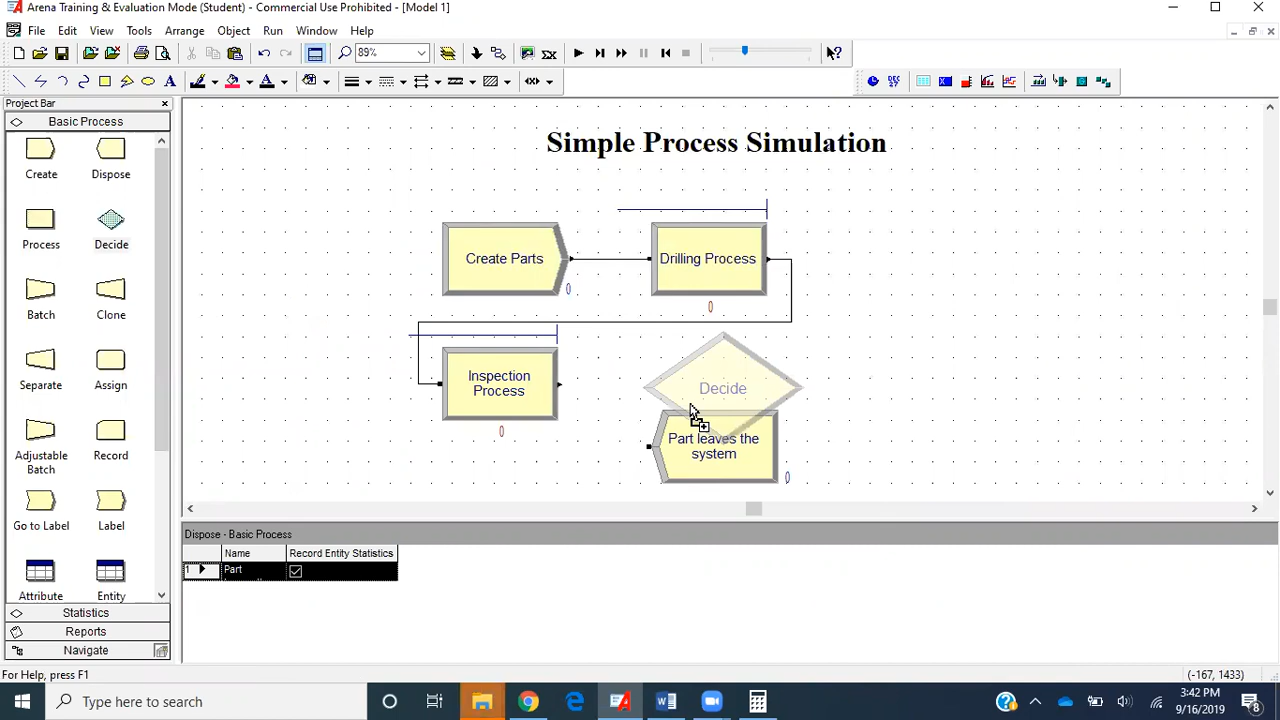 Arena Training & Evaluation Mode (Student) - Commercial Use Prohibited - [Model 1]
File Edit View Tools Arrange Object Run Window Help
89%
A
A
Project Bar
Basic Process
Create Dispose
Process Decide
Batch Clone
Separate Assign
Adjustable Batch Record
Go to Label Label
Attribute Entity
Statistics
Reports
Navigate
Simple Process Simulation
Create Parts
0
Drilling Process
0
Inspection
Process
0
Decide
Part leaves the
system
0
Dispose - Basic Process
Name Record Entity Statistics
1 Part
For Help, press F1
(-167, 1433)
Type here to search
3:42 PM
9/16/2019
8